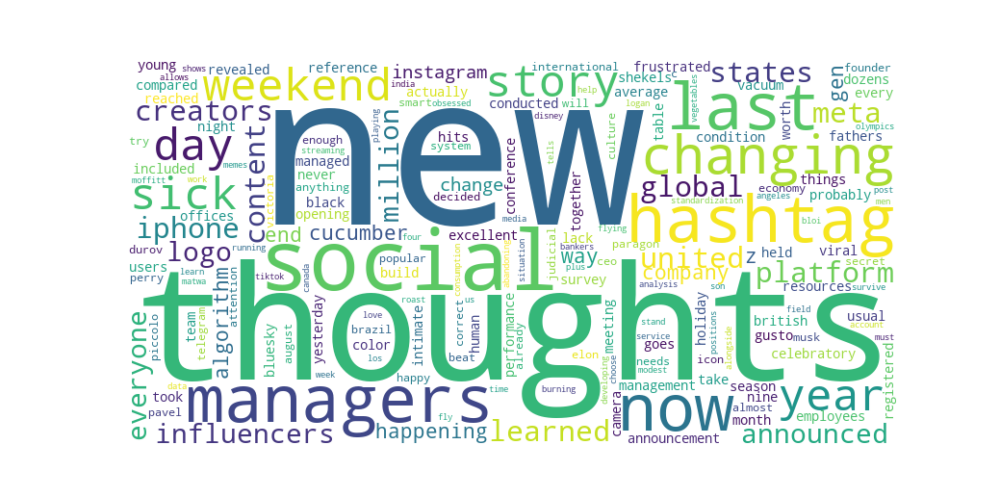 new
thoughts
social
hashtag
managers
last
changing
now
year
day
story
weekend
sick
united
platform
states
meta
global
iphone
logo
creators
content
million
influencers
learned
announced
everyone
happening
algorithm
company
way
end
cucumber
change
gen
z
instagram
young
shows
allows
india
compared
reached
revealed
reference
night
try
included
memes
moffitt
work
offices
durov
users
perry
running
learn
matwa
tiktok
canada
piccolo
team
telegram
attention
data
took
pavel
victoria
bluesky
august
yesterday
week
enough
streaming
managed
never
anything
black
opening
playing
actually
smart
obsessed
hits
system
decided
conducted
conference
international
will
help
disney
tells
flying
media
culture
logan
shekels
average
frustrated
table
vegetables
vacuum
condition
worth
dozens
founder
every
olympics
fathers
things
probably
economy
angeles
post
men
standardization
bloi
held
viral
secret
resources
survive
together
judicial
lack
survey
ceo
paragon
excellent
four
popular
build
situation
bankers
plus
consumption
abandoning
analysis
son
love
brazil
color
los
roast
us
intimate
correct
beat
human
performance
already
happy
time
fly
burning
elon
developing
choose
meeting
goes
stand
service
needs
modest
icon
management
camera
announcement
holiday
positions
alongside
take
season
month
nine
almost
british
gusto
musk
usual
field
account
must
celebratory
employees
registered